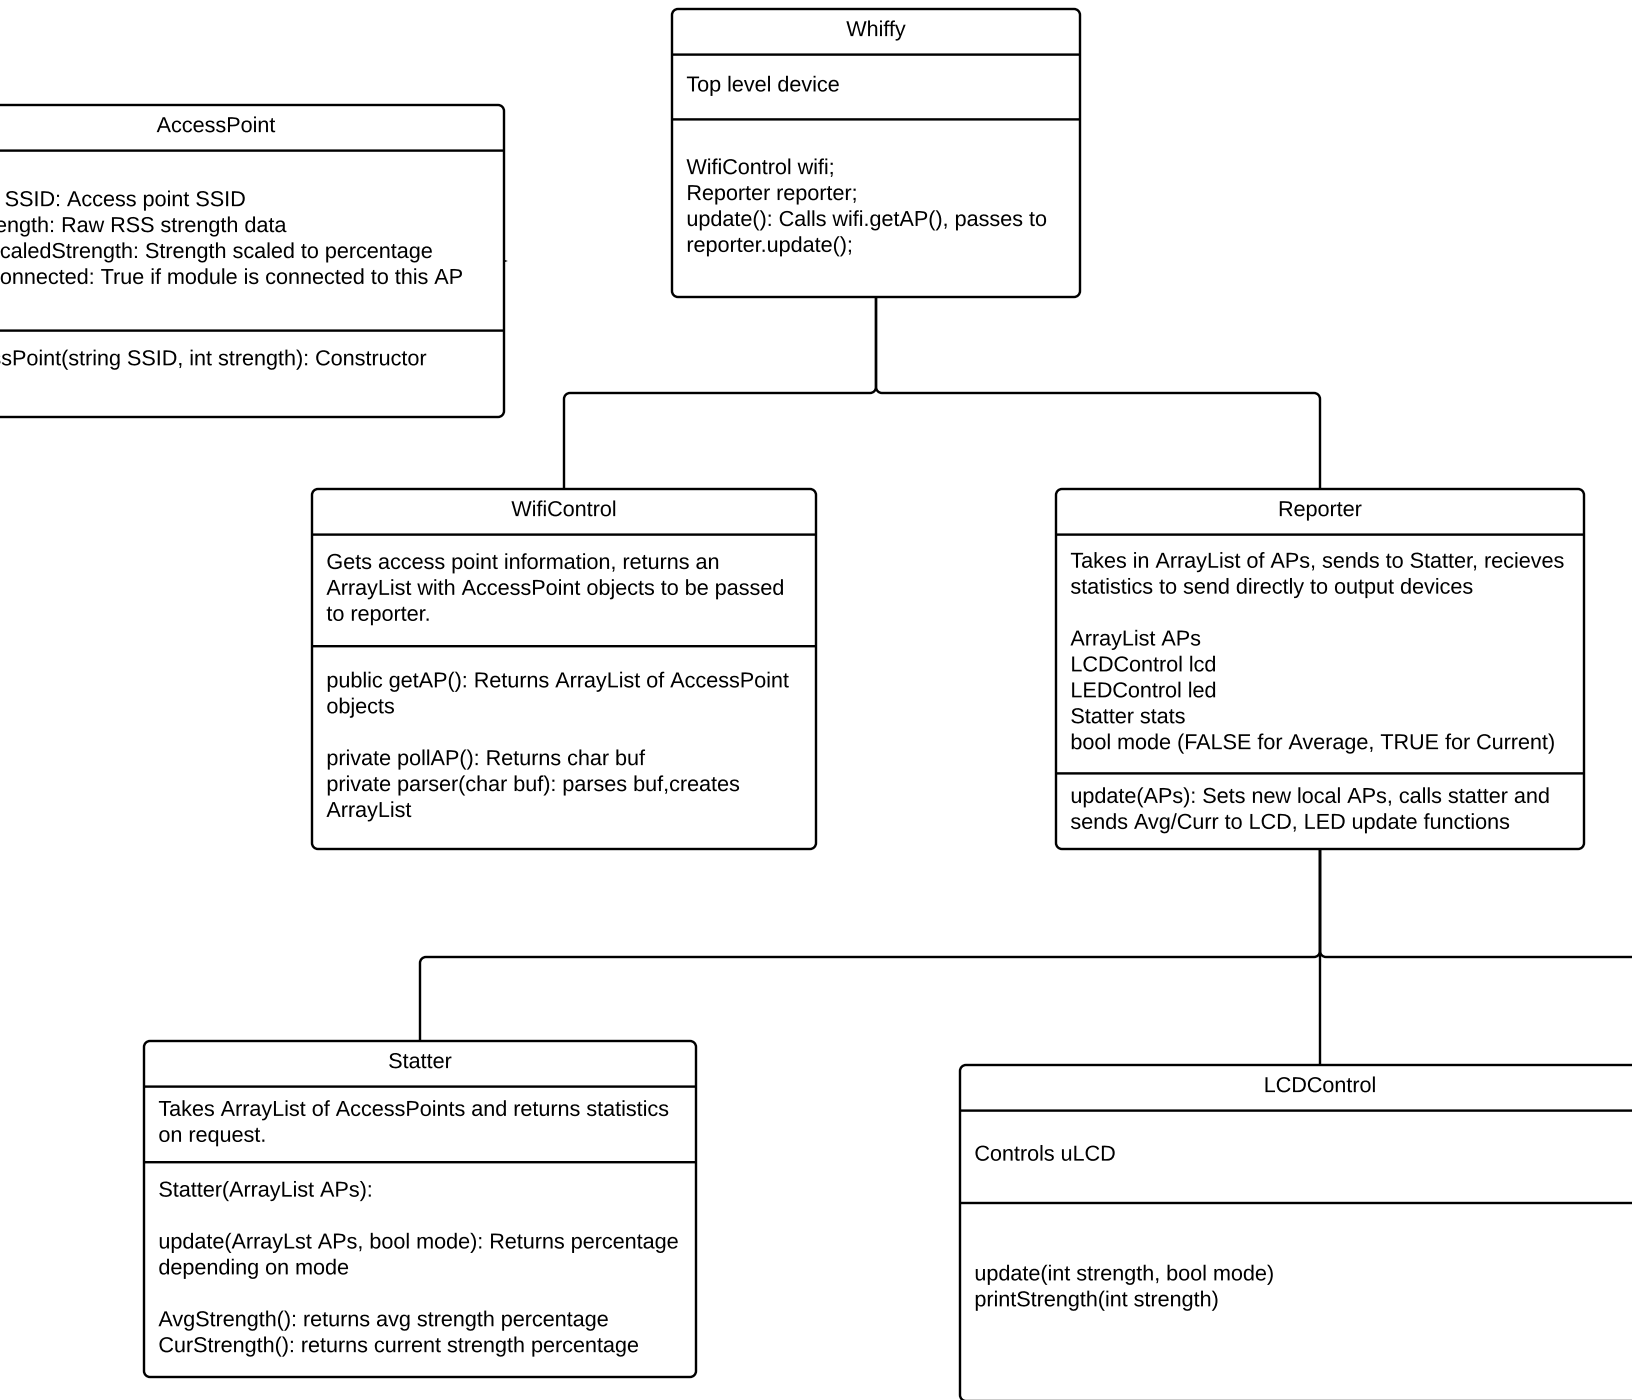 Whiffy
Top level device
WifiControl wifi;
Reporter reporter;
update(): Calls wifi.getAP(), passes to
reporter.update();
AccessPoint
SSID: Access point SSID
ength: Raw RSS strength data
caledStrength: Strength scaled to percentage
onnected: True if module is connected to this AP
sPoint(string SSID, int strength): Constructor
WifiControl
Gets access point information, returns an
ArrayList with AccessPoint objects to be passed
to reporter.
public getAP(): Returns ArrayList of AccessPoint
objects
private pollAP(): Returns char buf
private parser(char buf): parses buf,creates
ArrayList
Reporter
Takes in ArrayList of APs, sends to Statter, recieves
statistics to send directly to output devices
ArrayList APs
LCDControl lcd
LEDControl led
Statter stats
bool mode (FALSE for Average, TRUE for Current)
update(APs): Sets new local APs, calls statter and
sends Avg/Curr to LCD, LED update functions
Statter
Takes ArrayList of AccessPoints and returns statistics
on request.
Statter(ArrayList APs):
update(ArrayLst APs, bool mode): Returns percentage
depending on mode
AvgStrength(): returns avg strength percentage
CurStrength(): returns current strength percentage
LCDControl
Controls uLCD
update(int strength, bool mode)
printStrength(int strength)